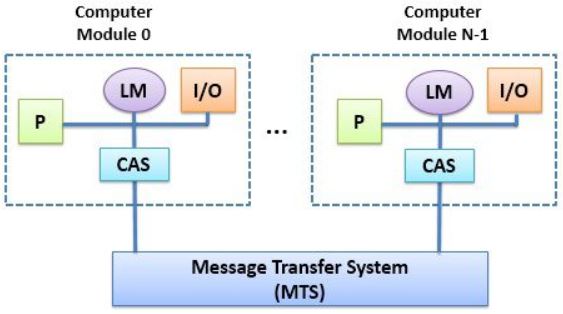 Computer
Module 0
Computer
Module N-1
LM
I/O
P
CAS
...
LM
I/O
P
CAS
Message Transfer System
(MTS)